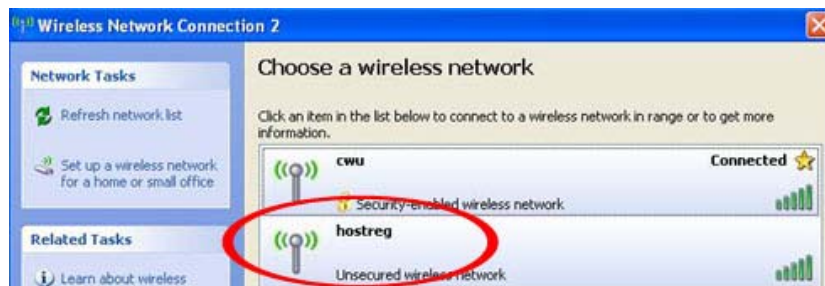 Wireless Network Connection 2
Network Tasks
Refresh network list
Set up a wireless network
for a home or small office
Related Tasks
Learn about wireless
Choose a wireless network
Click an item in the list below to connect to a wireless network in range or to get more
information.
cwu
Connected
Security-enabled wireless network
hostreg
Unsecured wireless network